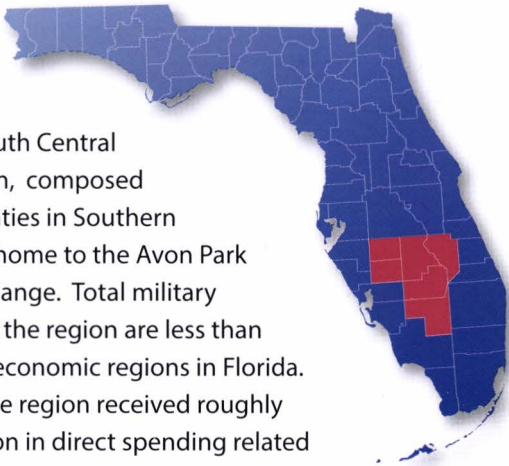 uth Central
n, composed
ties in Southern
home to the Avon Park
ange. Total military
the region are less than
economic regions in Florida.
e region received roughly
on in direct spending related